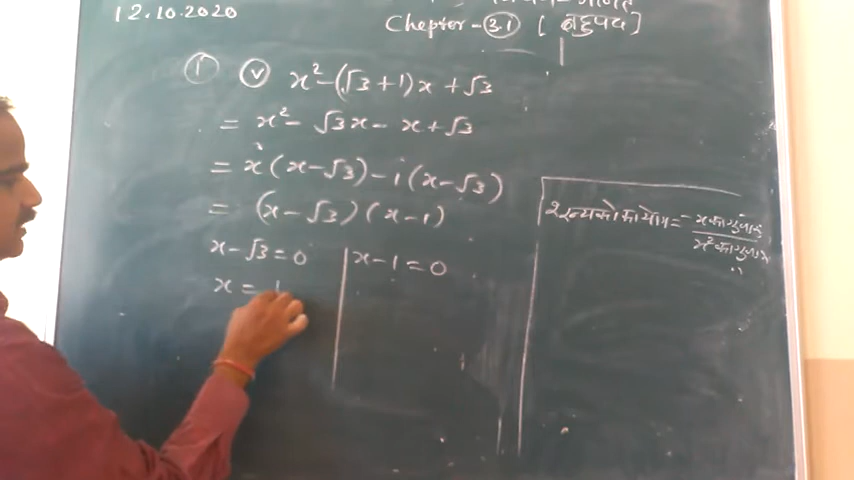 12.10.2020
Chepter-3.1 [बहुपद]
i v x²-(√3+1)x+√3
= x²-√3x-x+√3
= x(x-√3)-1(x-√3)
= (x-√3)(x-1)
x-√3=0
x-1=0
x =
का योग = -x का गुणांक
x² का गुणांक